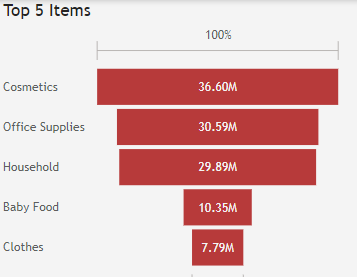 Top 5 Items
100%
Cosmetics 36.60M
Office Supplies 30.59M
Household 29.89M
Baby Food 10.35M
Clothes 7.79M